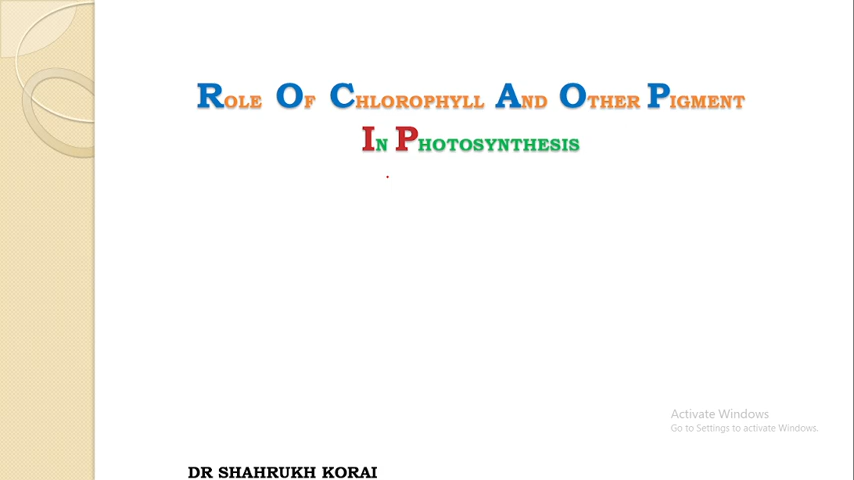 Role Of Chlorophyll And Other Pigment
In Photosynthesis
.
Activate Windows
Go to Settings to activate Windows.
DR SHAHRUKH KORAI